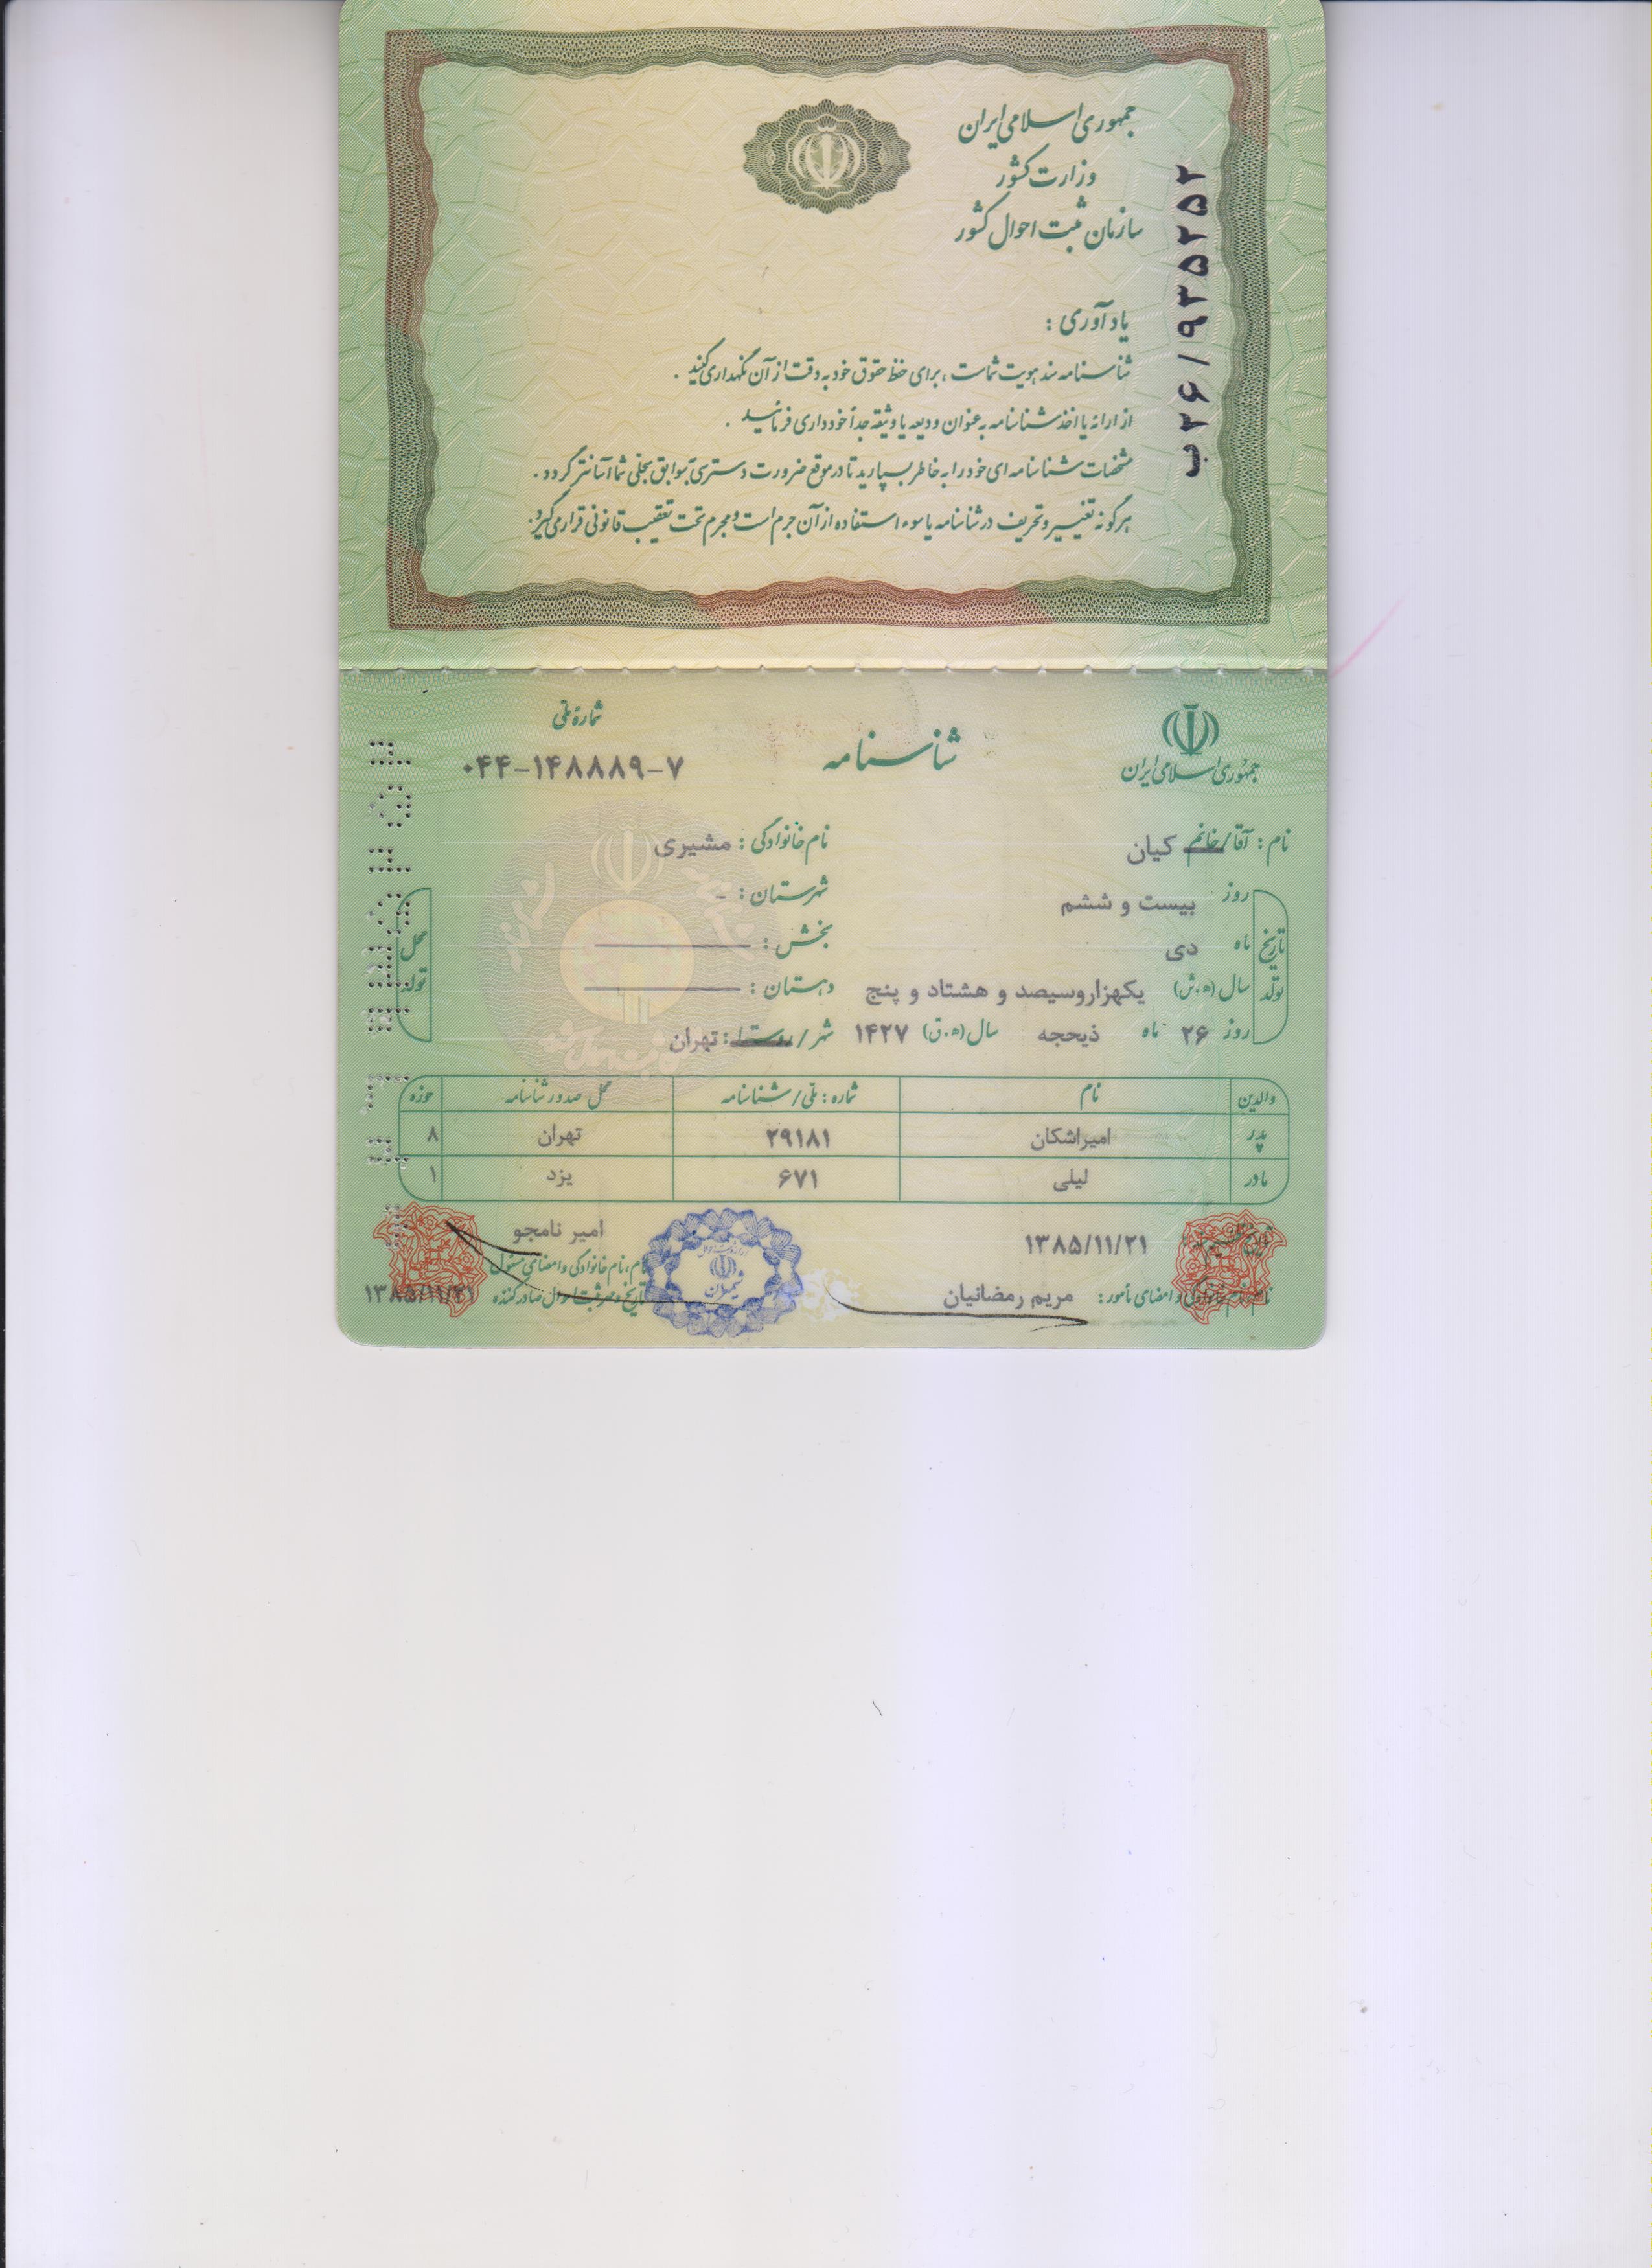 جمهوری اسلامی ایران
وزارت کشور
سازمان ثبت احوال کشور
ب۲۶/۹۳۵۲۵۲
یادآوری :
شناسنامه سند هویت شماست ، برای حفظ حقوق خود به دقت از آن نگهداری کنید .
از ارائه یا اخذ شناسنامه به عنوان ودیعه یا وثیقه جداً خودداری فرمائید .
مشخصات شناسنامه ای خود را به خاطر بسپارید تا در موقع ضرورت دسترسی به سوابق سجلی شما آسانتر گردد .
هرگونه تغییر و تحریف در شناسنامه یا سوء استفاده از آن جرم است و مجرم تحت تعقیب قانونی قرار می گیرد .
جمهوری اسلامی ایران
شناسنامه
شماره ملی
۰۴۴-۱۴۸۸۸۹-۷
نام : آقا/خانم کیان نام خانوادگی : مشیری
تاریخ تولد
روز بیست و ششم
ماه دی
سال (ه.ش) یکهزاروسیصد و هشتاد و پنج
روز ۲۶ ماه ذیحجه سال (ه.ق) ۱۴۲۷
محل تولد
شهرستان : -
بخش :
دهستان :
شهر/روستا : تهران
والدین نام شماره : ملی/شناسنامه محل صدور شناسنامه حوزه
پدر امیراشکان ۲۹۱۸۱ تهران ۸
مادر لیلی ۶۷۱ یزد ۱
۱۳۸۵/۱۱/۲۱
نام خانوادگی و امضای مأمور : مریم رمضانیان
شمیران
امیر نامجو
نام ، نام خانوادگی و امضای مسئول
تاریخ و مهر ثبت احوال صادر کننده ۱۳۸۵/۱۱/۲۱